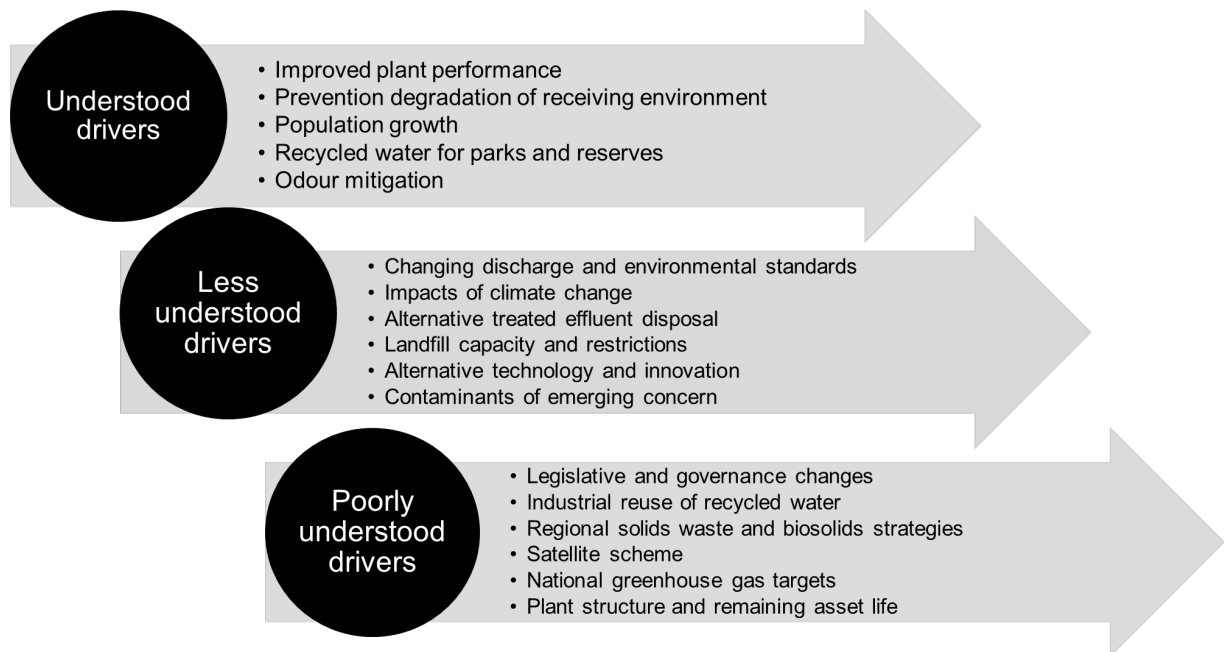 Understood
drivers
• Improved plant performance
• Prevention degradation of receiving environment
• Population growth
• Recycled water for parks and reserves
• Odour mitigation
Less
understood
drivers
• Changing discharge and environmental standards
• Impacts of climate change
• Alternative treated effluent disposal
• Landfill capacity and restrictions
• Alternative technology and innovation
• Contaminants of emerging concern
Poorly
understood
drivers
• Legislative and governance changes
• Industrial reuse of recycled water
• Regional solids waste and biosolids strategies
• Satellite scheme
• National greenhouse gas targets
• Plant structure and remaining asset life